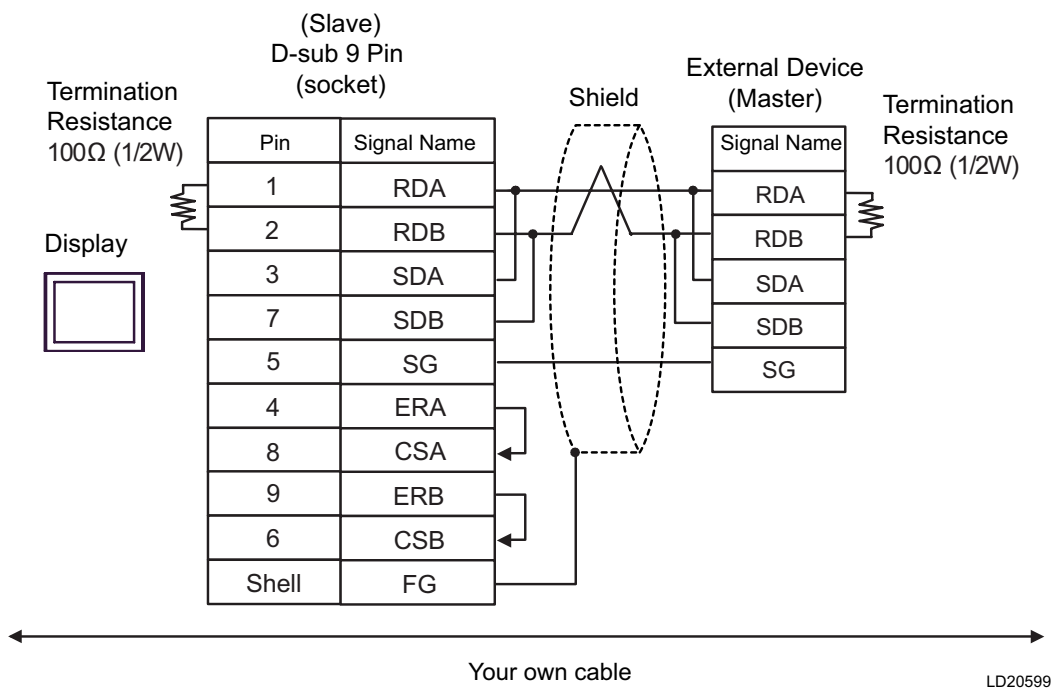 (Slave)
D-sub 9 Pin
(socket)
External Device
(Master)
Shield
Termination
Resistance
100Ω (1/2W)
Termination
Resistance
100Ω (1/2W)
Display
Pin Signal Name
1 RDA
2 RDB
3 SDA
7 SDB
5 SG
4 ERA
8 CSA
9 ERB
6 CSB
Shell FG
Signal Name
RDA
RDB
SDA
SDB
SG
Your own cable
LD20599